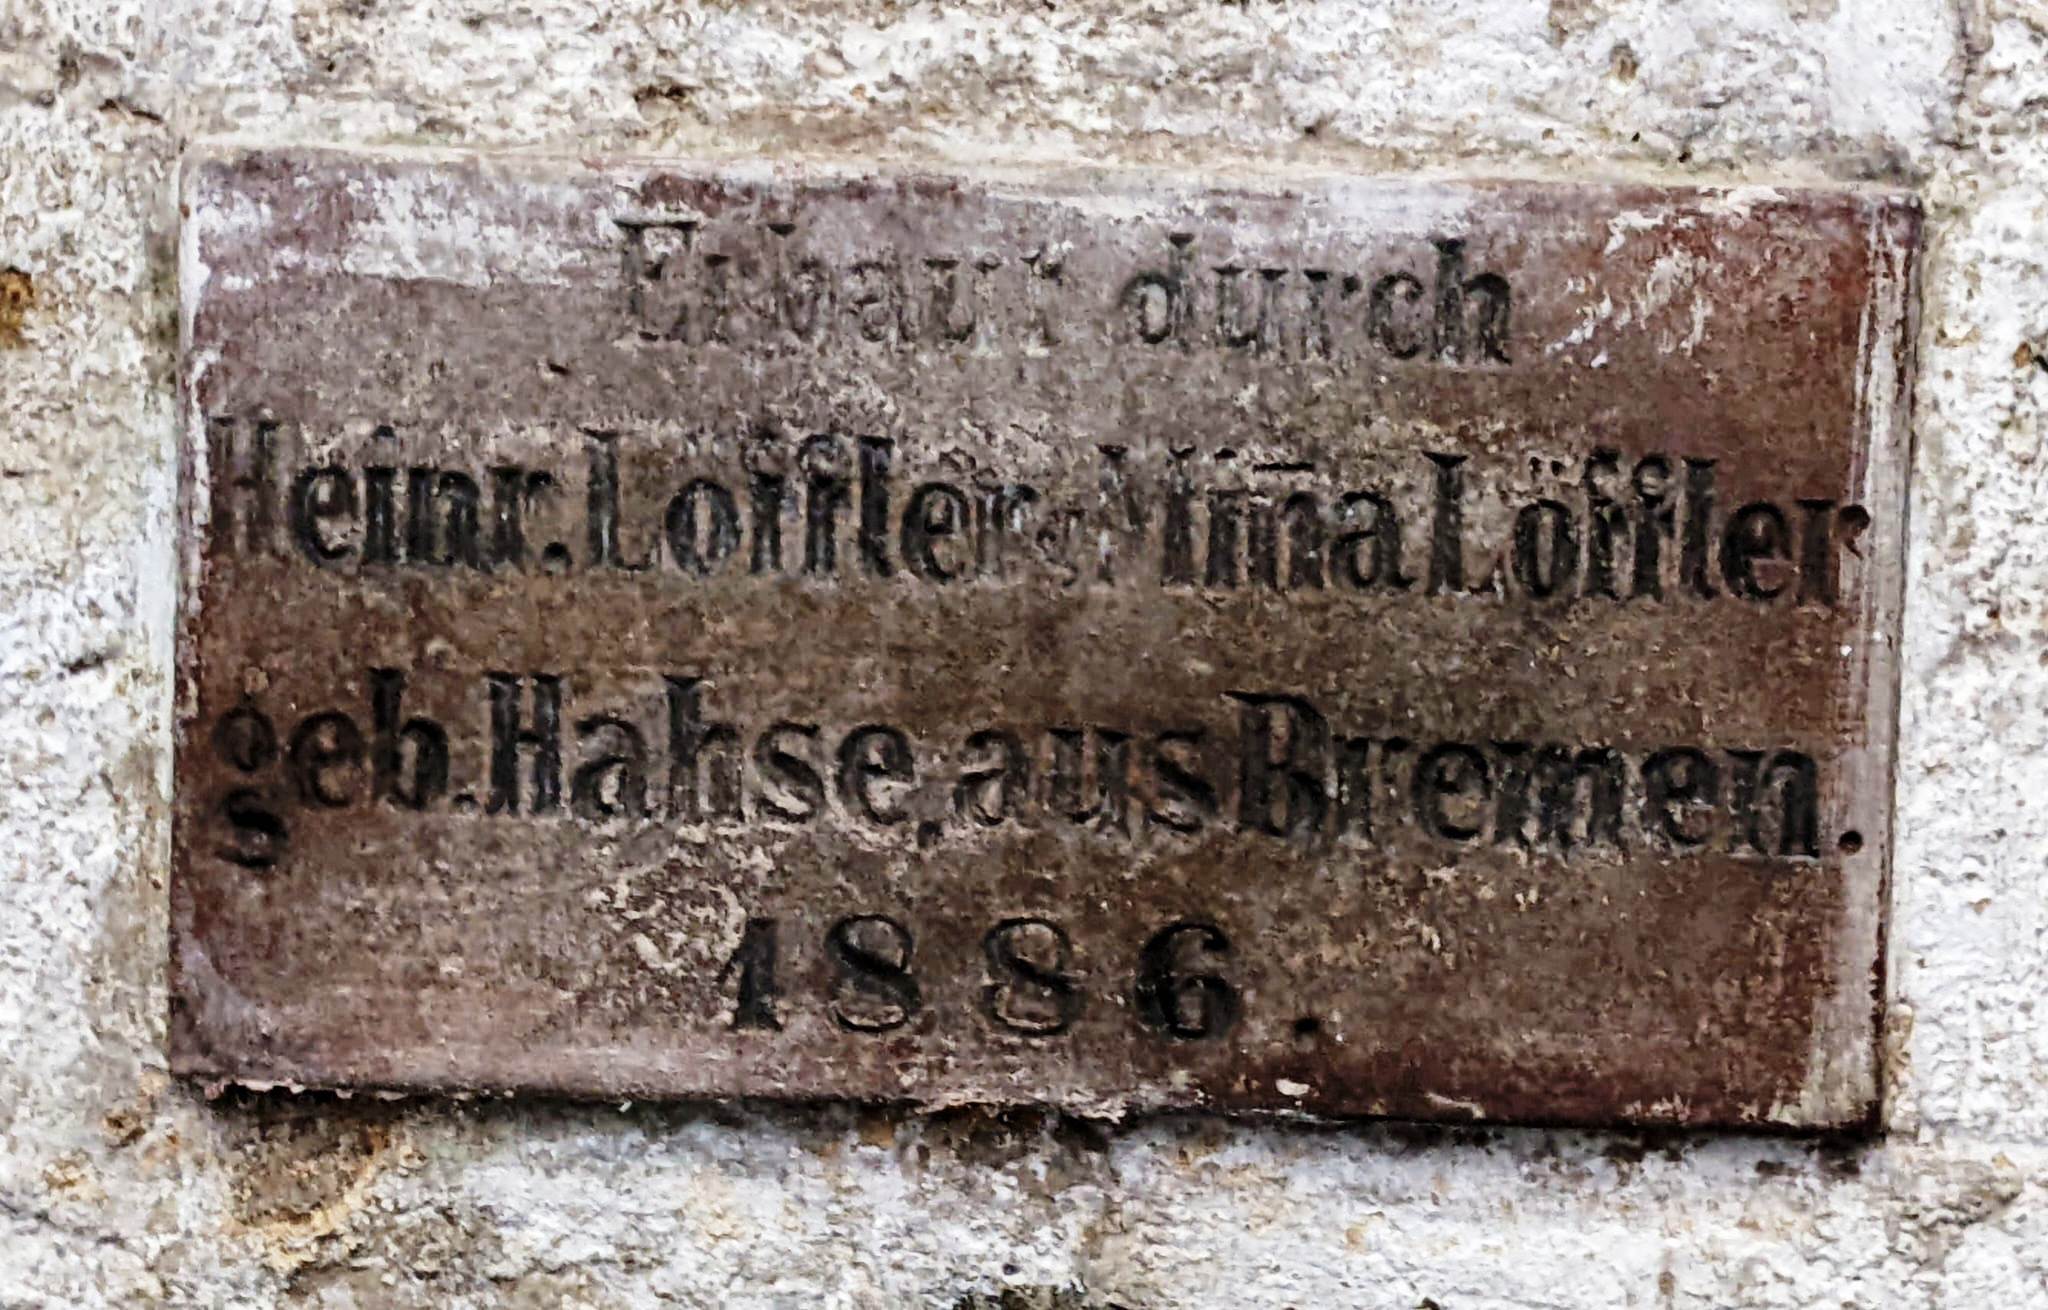 Erbaut durch
Heinr. Löffler, Miña Löffler
geb. Hahse, aus Bremen.
1886.